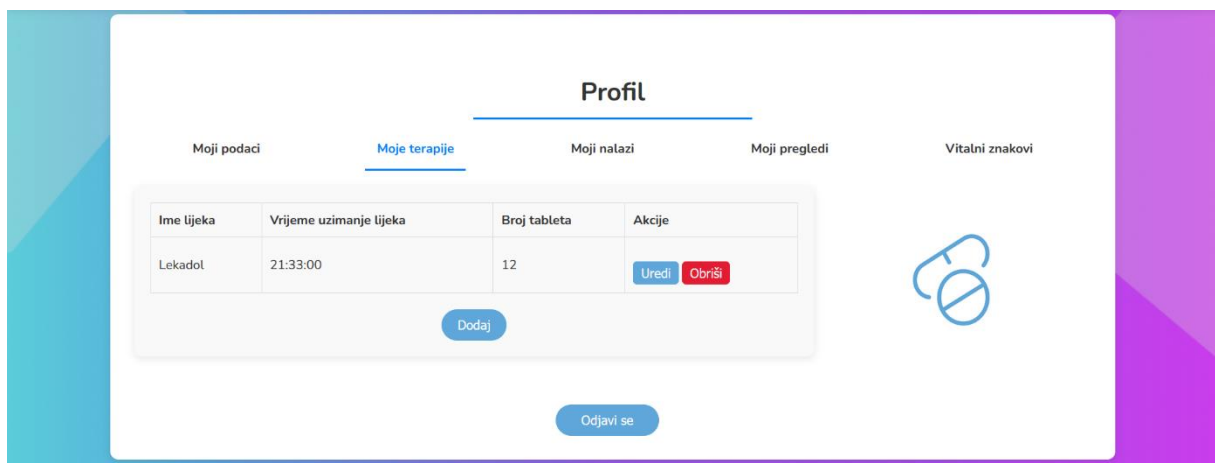 Profil
Moji podaci Moje terapije Moji nalazi Moji pregledi Vitalni znakovi
Ime lijeka Vrijeme uzimanje lijeka Broj tableta Akcije
Lekadol 21:33:00 12 Uredi Obriši
Dodaj
Odjavi se